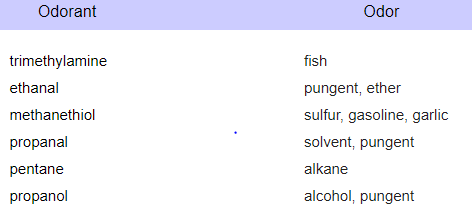 Odorant Odor
trimethylamine fish
ethanal pungent, ether
methanethiol sulfur, gasoline, garlic
propanal solvent, pungent
pentane alkane
propanol alcohol, pungent